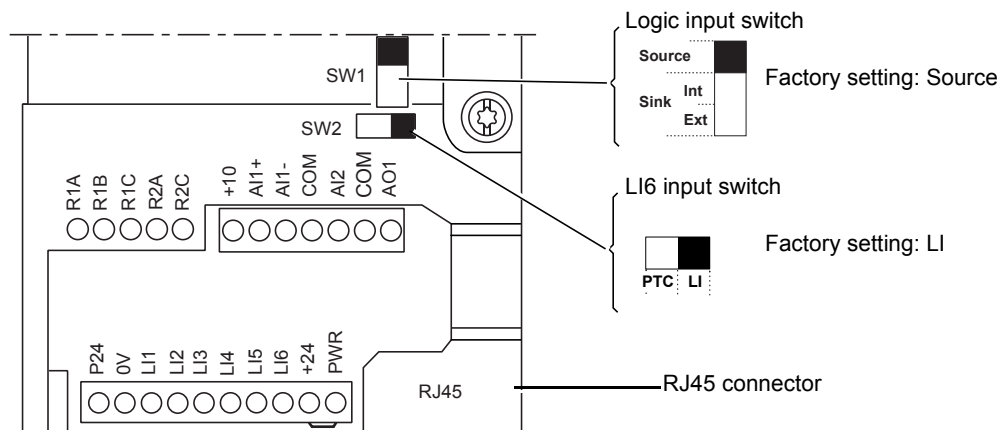 Logic input switch
Source
Sink
Int
Ext
Factory setting: Source
SW1
SW2
LI6 input switch
PTC LI
Factory setting: LI
R1A R1B R1C R2A R2C
+10 AI1+ AI1- COM AI2 COM AO1
P24 0V LI1 LI2 LI3 LI4 LI5 LI6 +24 PWR
RJ45
RJ45 connector